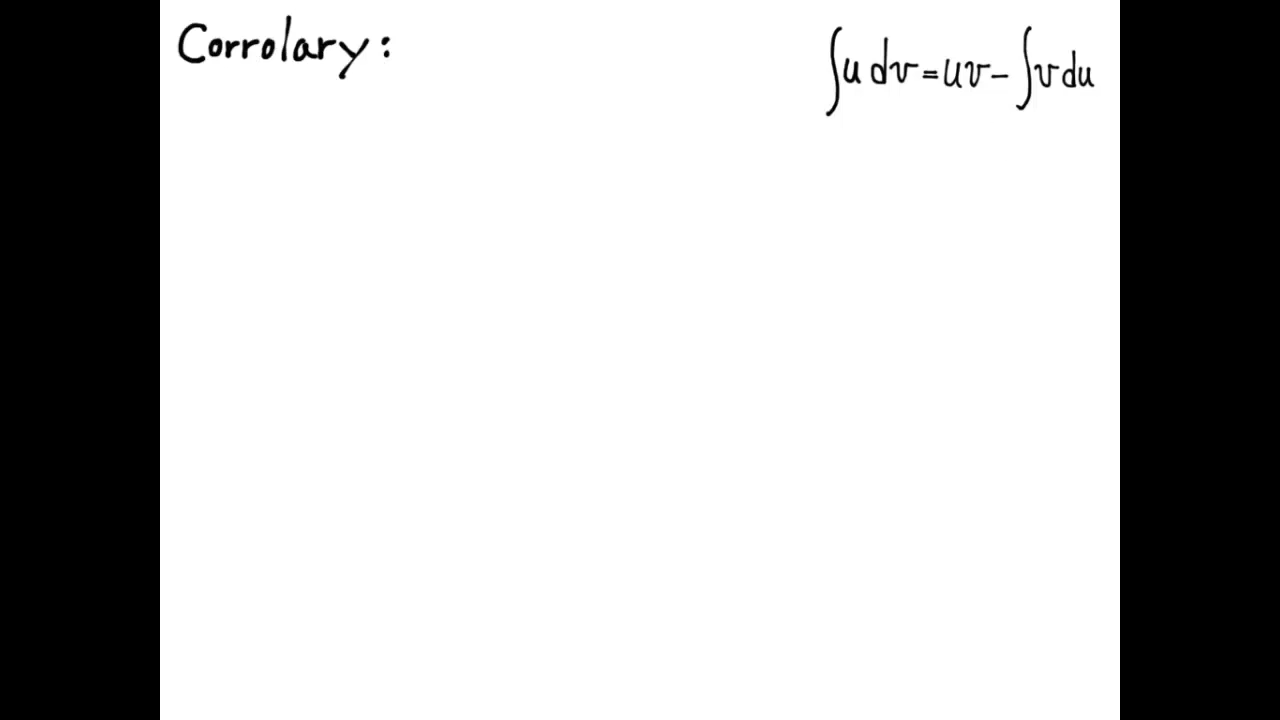 Corrolary:
∫u dv = uv − ∫v du